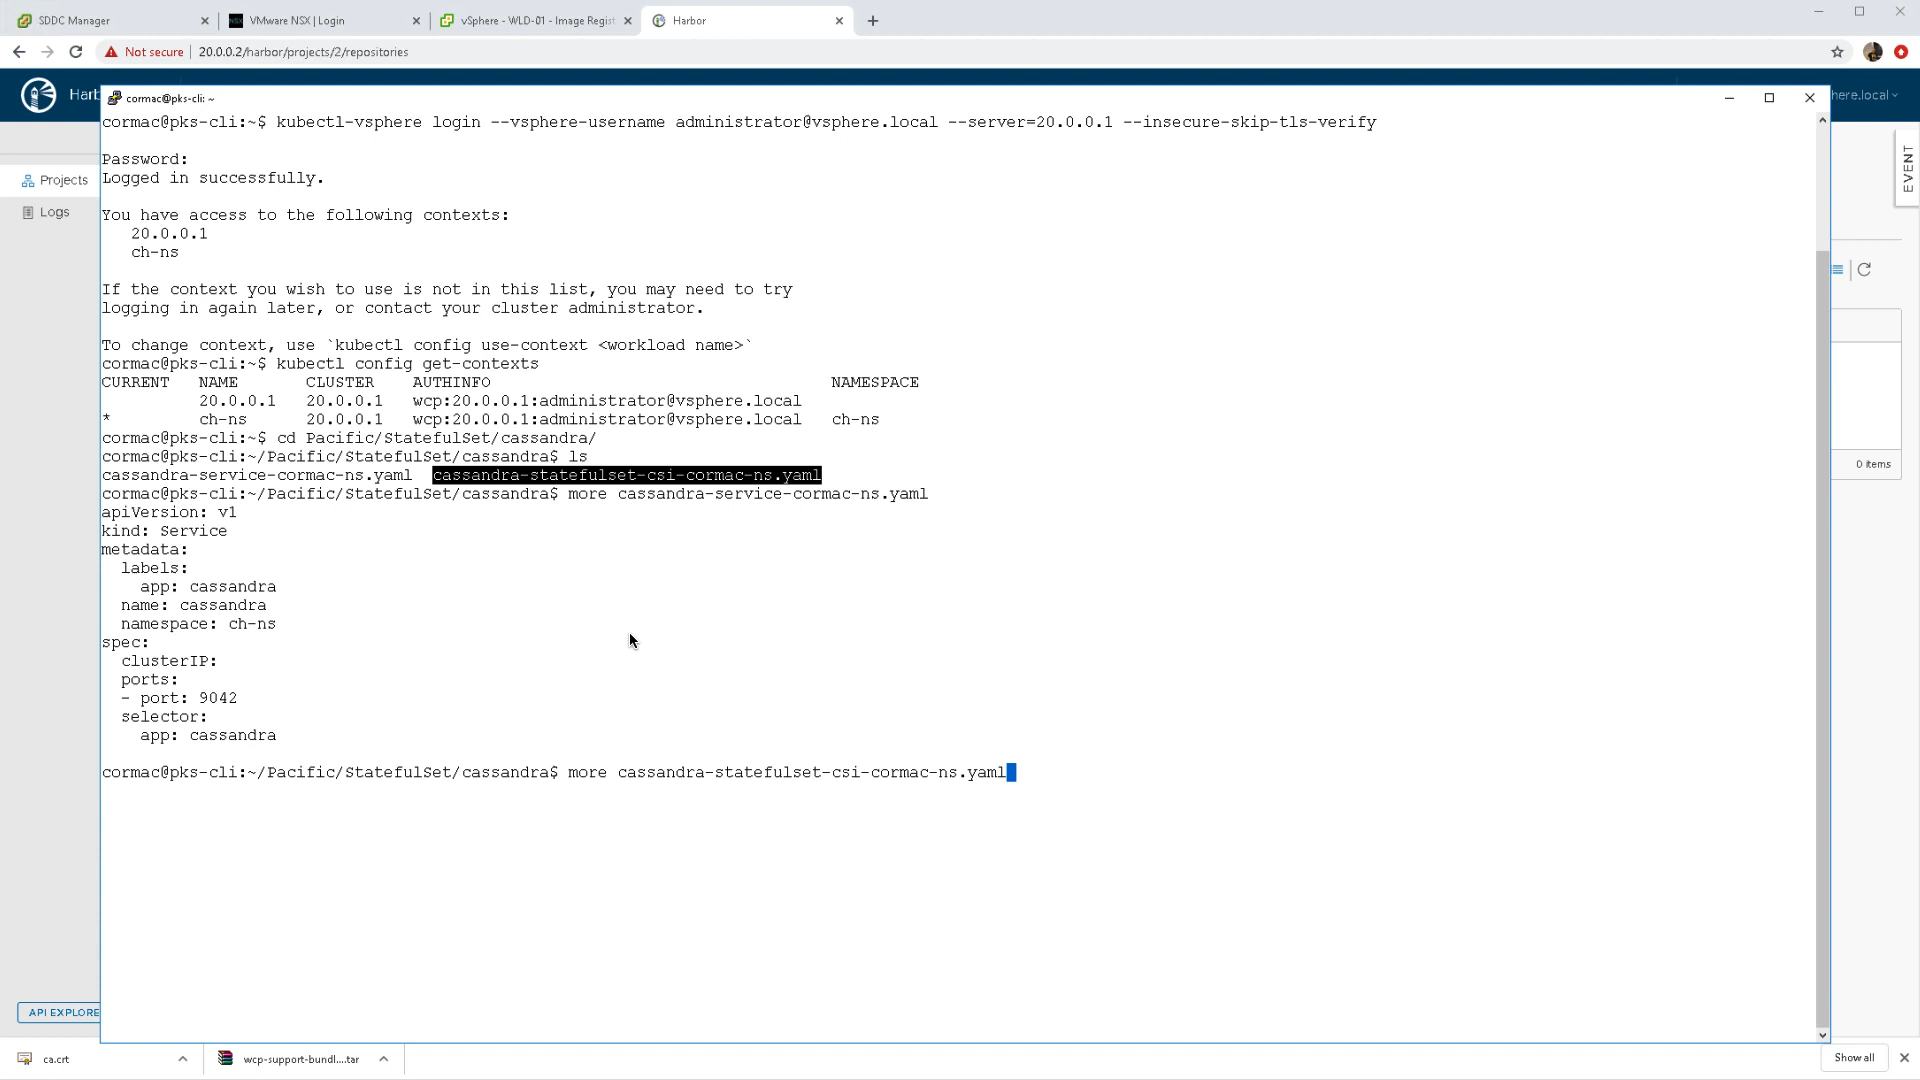 SDDC Manager
VMware NSX | Login
vSphere - WLD-01 - Image Regist
Harbor
Not secure
20.0.0.2/harbor/projects/2/repositories
Harb
here.local
cormac@pks-cli: ~
cormac@pks-cli:~$ kubectl-vsphere login --vsphere-username administrator@vsphere.local --server=20.0.0.1 --insecure-skip-tls-verify
Password:
Logged in successfully.
You have access to the following contexts:
20.0.0.1
ch-ns
If the context you wish to use is not in this list, you may need to try
logging in again later, or contact your cluster administrator.
To change context, use `kubectl config use-context <workload name>`
cormac@pks-cli:~$ kubectl config get-contexts
CURRENT NAME CLUSTER AUTHINFO NAMESPACE
20.0.0.1 20.0.0.1 wcp:20.0.0.1:administrator@vsphere.local
* ch-ns 20.0.0.1 wcp:20.0.0.1:administrator@vsphere.local ch-ns
cormac@pks-cli:~$ cd Pacific/StatefulSet/cassandra/
cormac@pks-cli:~/Pacific/StatefulSet/cassandra$ ls
cassandra-service-cormac-ns.yaml cassandra-statefulset-csi-cormac-ns.yaml
cormac@pks-cli:~/Pacific/StatefulSet/cassandra$ more cassandra-service-cormac-ns.yaml
apiVersion: v1
kind: Service
metadata:
labels:
app: cassandra
name: cassandra
namespace: ch-ns
spec:
clusterIP:
ports:
- port: 9042
selector:
app: cassandra
cormac@pks-cli:~/Pacific/StatefulSet/cassandra$ more cassandra-statefulset-csi-cormac-ns.yaml
Projects
Logs
API EXPLORE
EVENT
0 items
ca.crt
wcp-support-bundl....tar
Show all